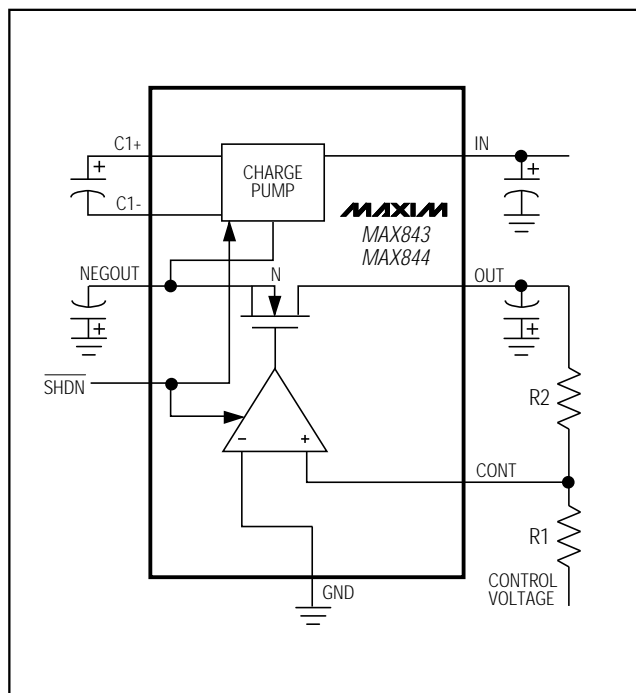 C1+
IN
+
+
CHARGE
PUMP
C1-
MAXIM
MAX843
MAX844
NEGOUT
N
OUT
+
+
SHDN
R2
-
+
CONT
R1
GND
CONTROL
VOLTAGE